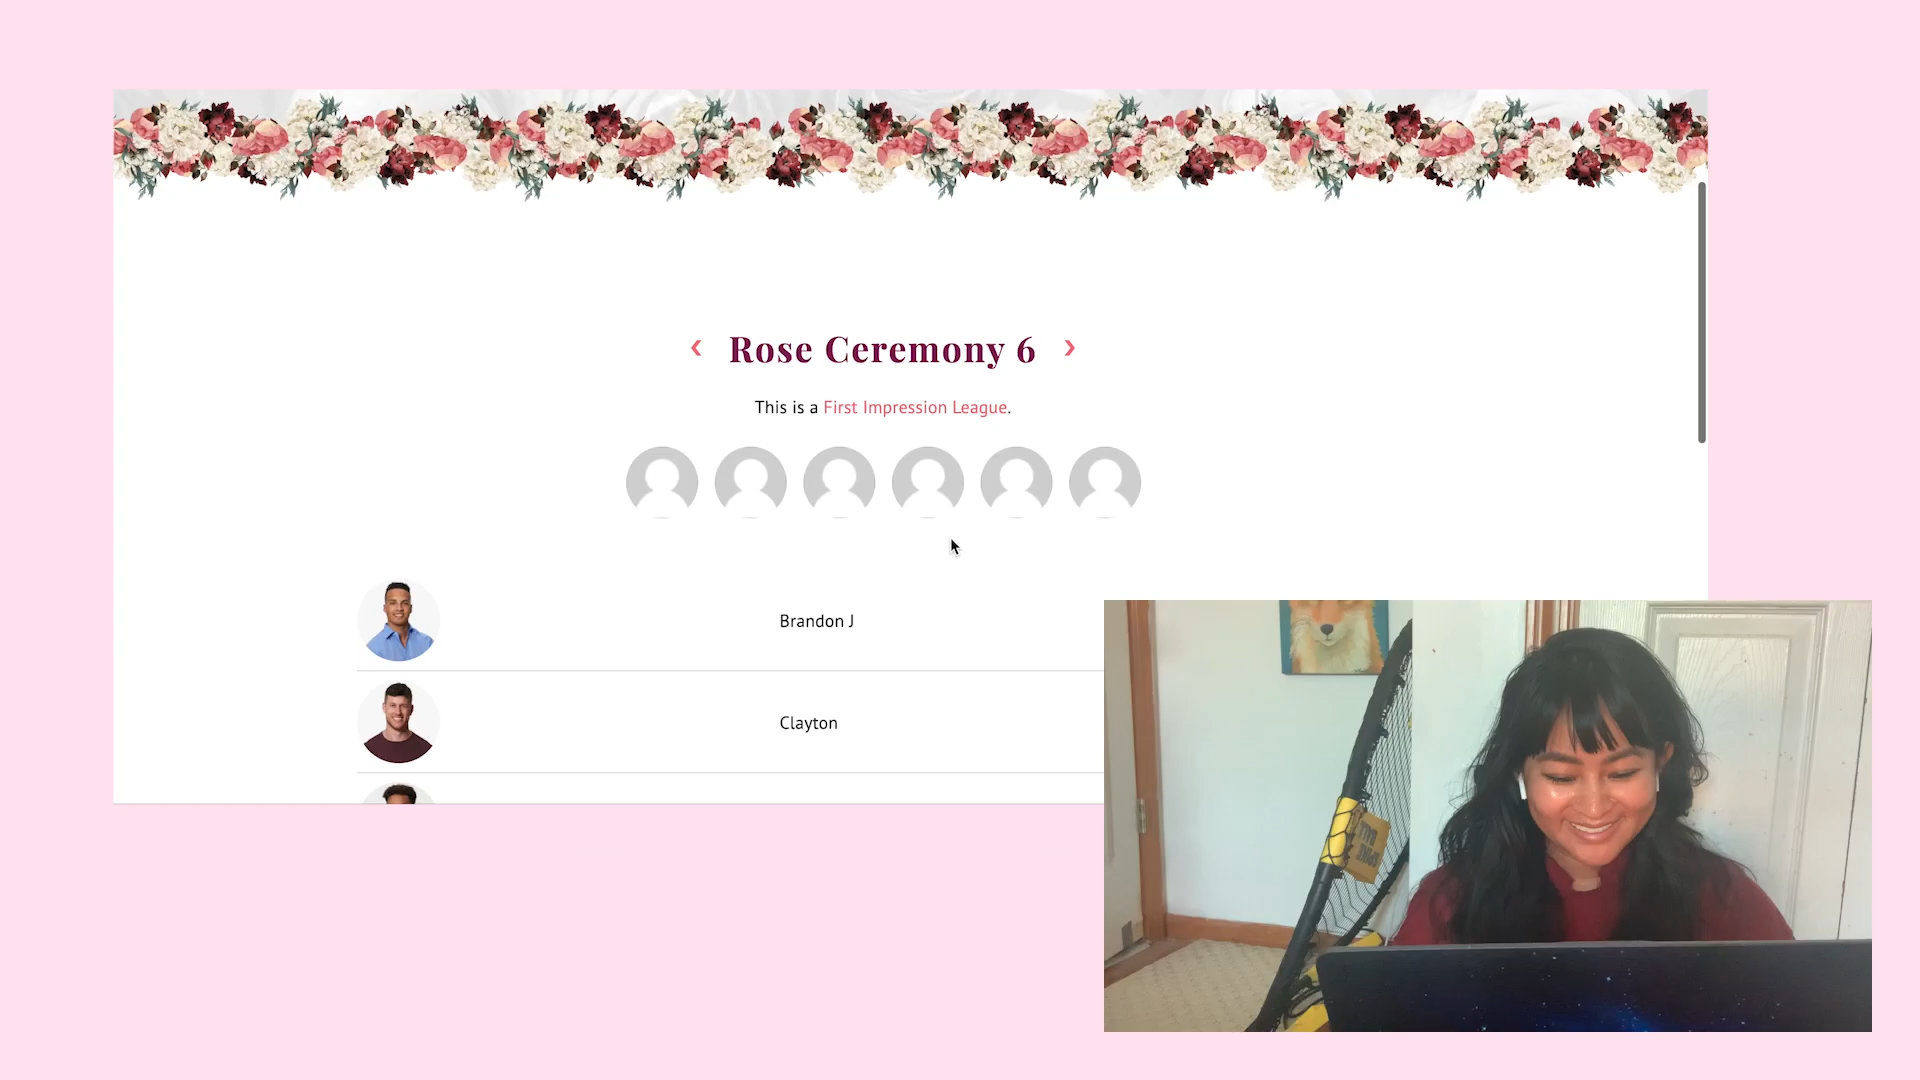 ‹ Rose Ceremony 6 ›
This is a First Impression League.
Brandon J
Clayton